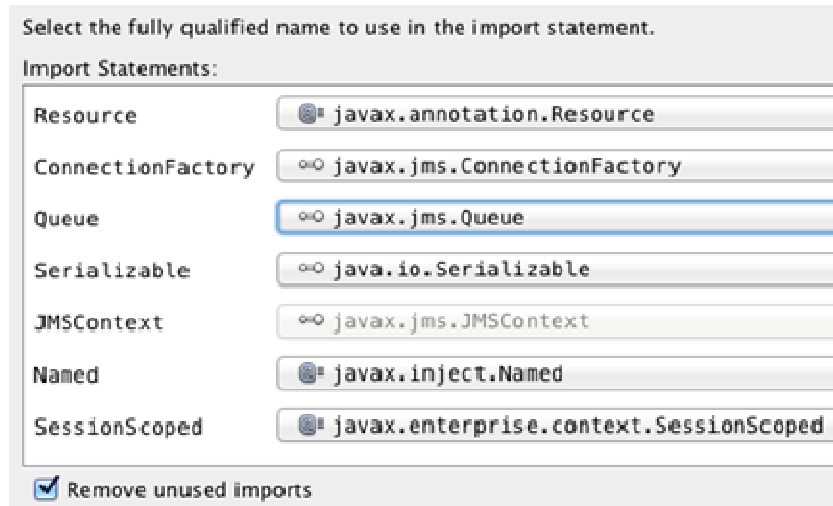 Select the fully qualified name to use in the import statement.
Import Statements:
Resource javax.annotation.Resource
ConnectionFactory javax.jms.ConnectionFactory
Queue javax.jms.Queue
Serializable java.io.Serializable
JMSContext javax.jms.JMSContext
Named javax.inject.Named
SessionScoped javax.enterprise.context.SessionScoped
Remove unused imports